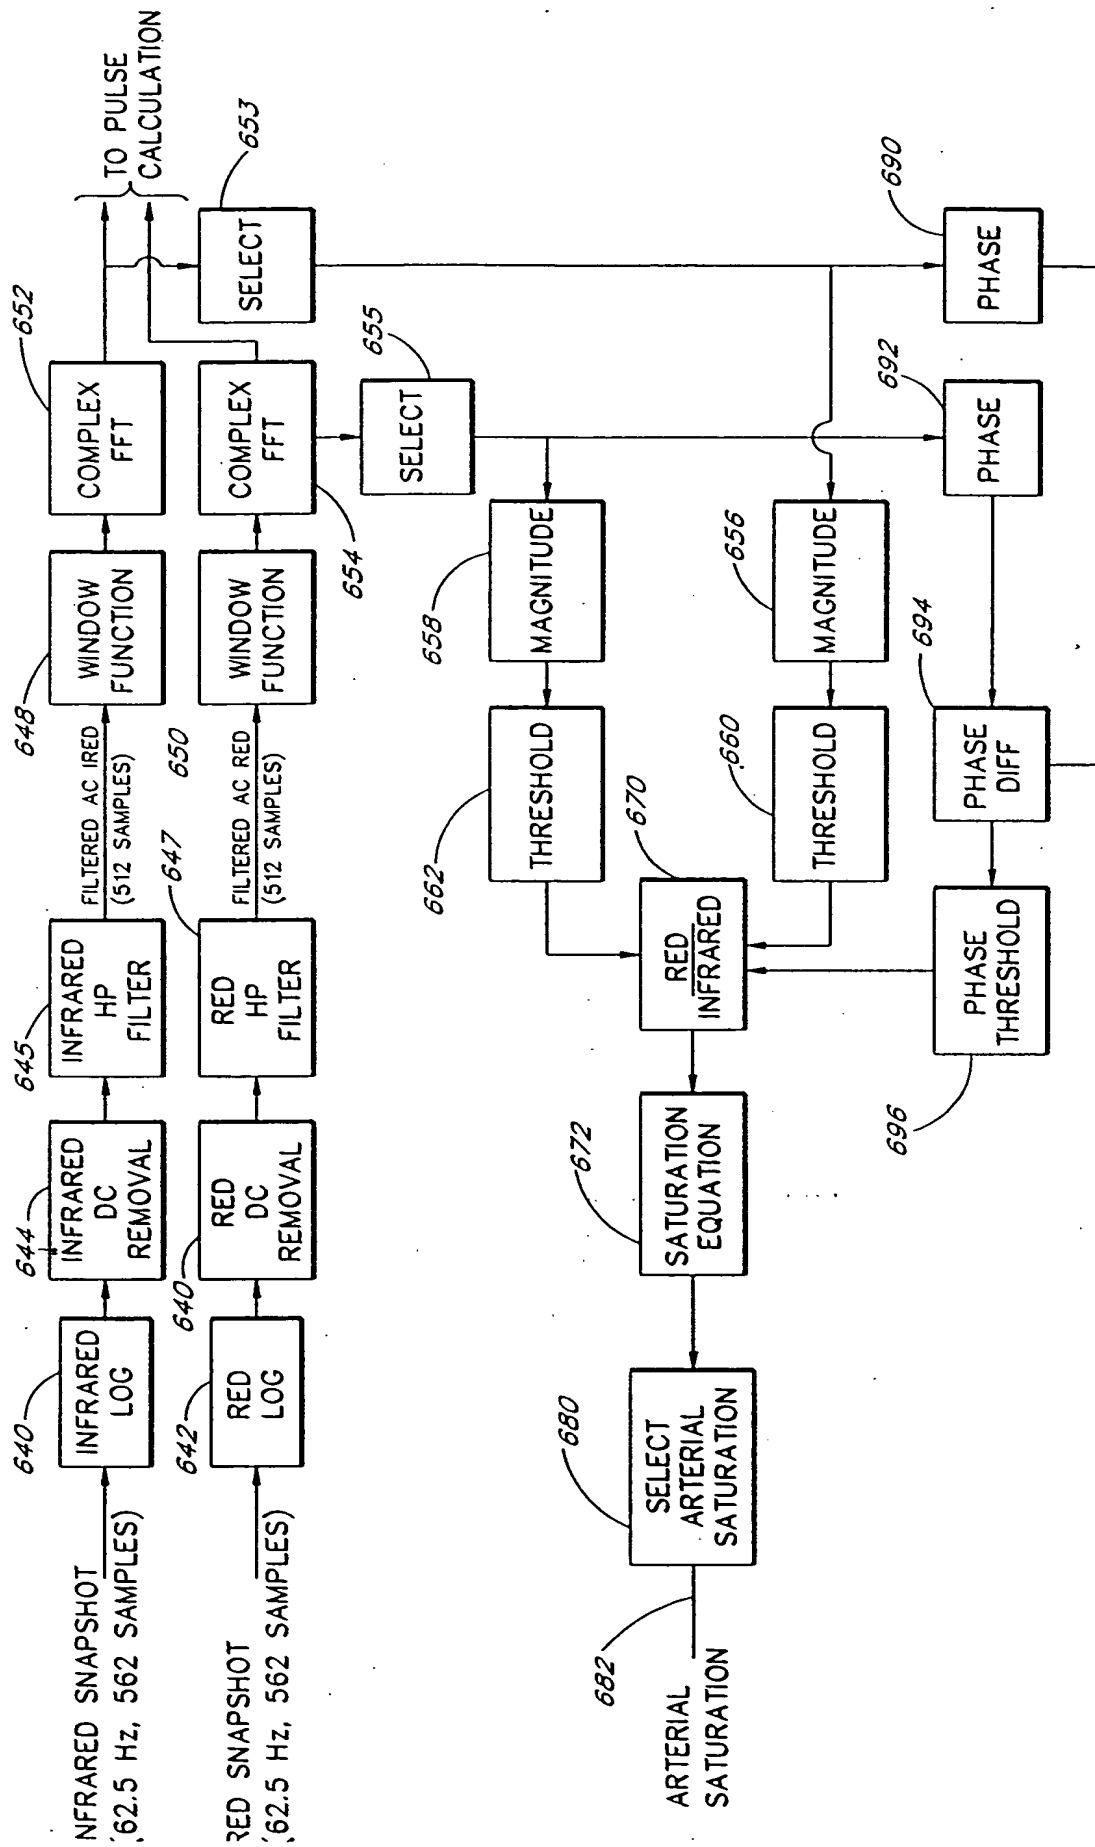 NFRARED SNAPSHOT
(62.5 Hz, 562 SAMPLES)
640
INFRARED
LOG
644
INFRARED
DC
REMOVAL
645
INFRARED
HP
FILTER
FILTERED AC IRED
(512 SAMPLES)
648
WINDOW
FUNCTION
652
COMPLEX
FFT
TO PULSE
CALCULATION
RED SNAPSHOT
(62.5 Hz, 562 SAMPLES)
642
RED
LOG
640
RED
DC
REMOVAL
647
RED
HP
FILTER
FILTERED AC RED
(512 SAMPLES)
650
WINDOW
FUNCTION
654
COMPLEX
FFT
653
SELECT
655
SELECT
658
MAGNITUDE
662
THRESHOLD
656
MAGNITUDE
660
THRESHOLD
670
RED
INFRARED
672
SATURATION
EQUATION
680
SELECT
ARTERIAL
SATURATION
682
ARTERIAL
SATURATION
690
PHASE
692
PHASE
694
PHASE
DIFF
696
PHASE
THRESHOLD